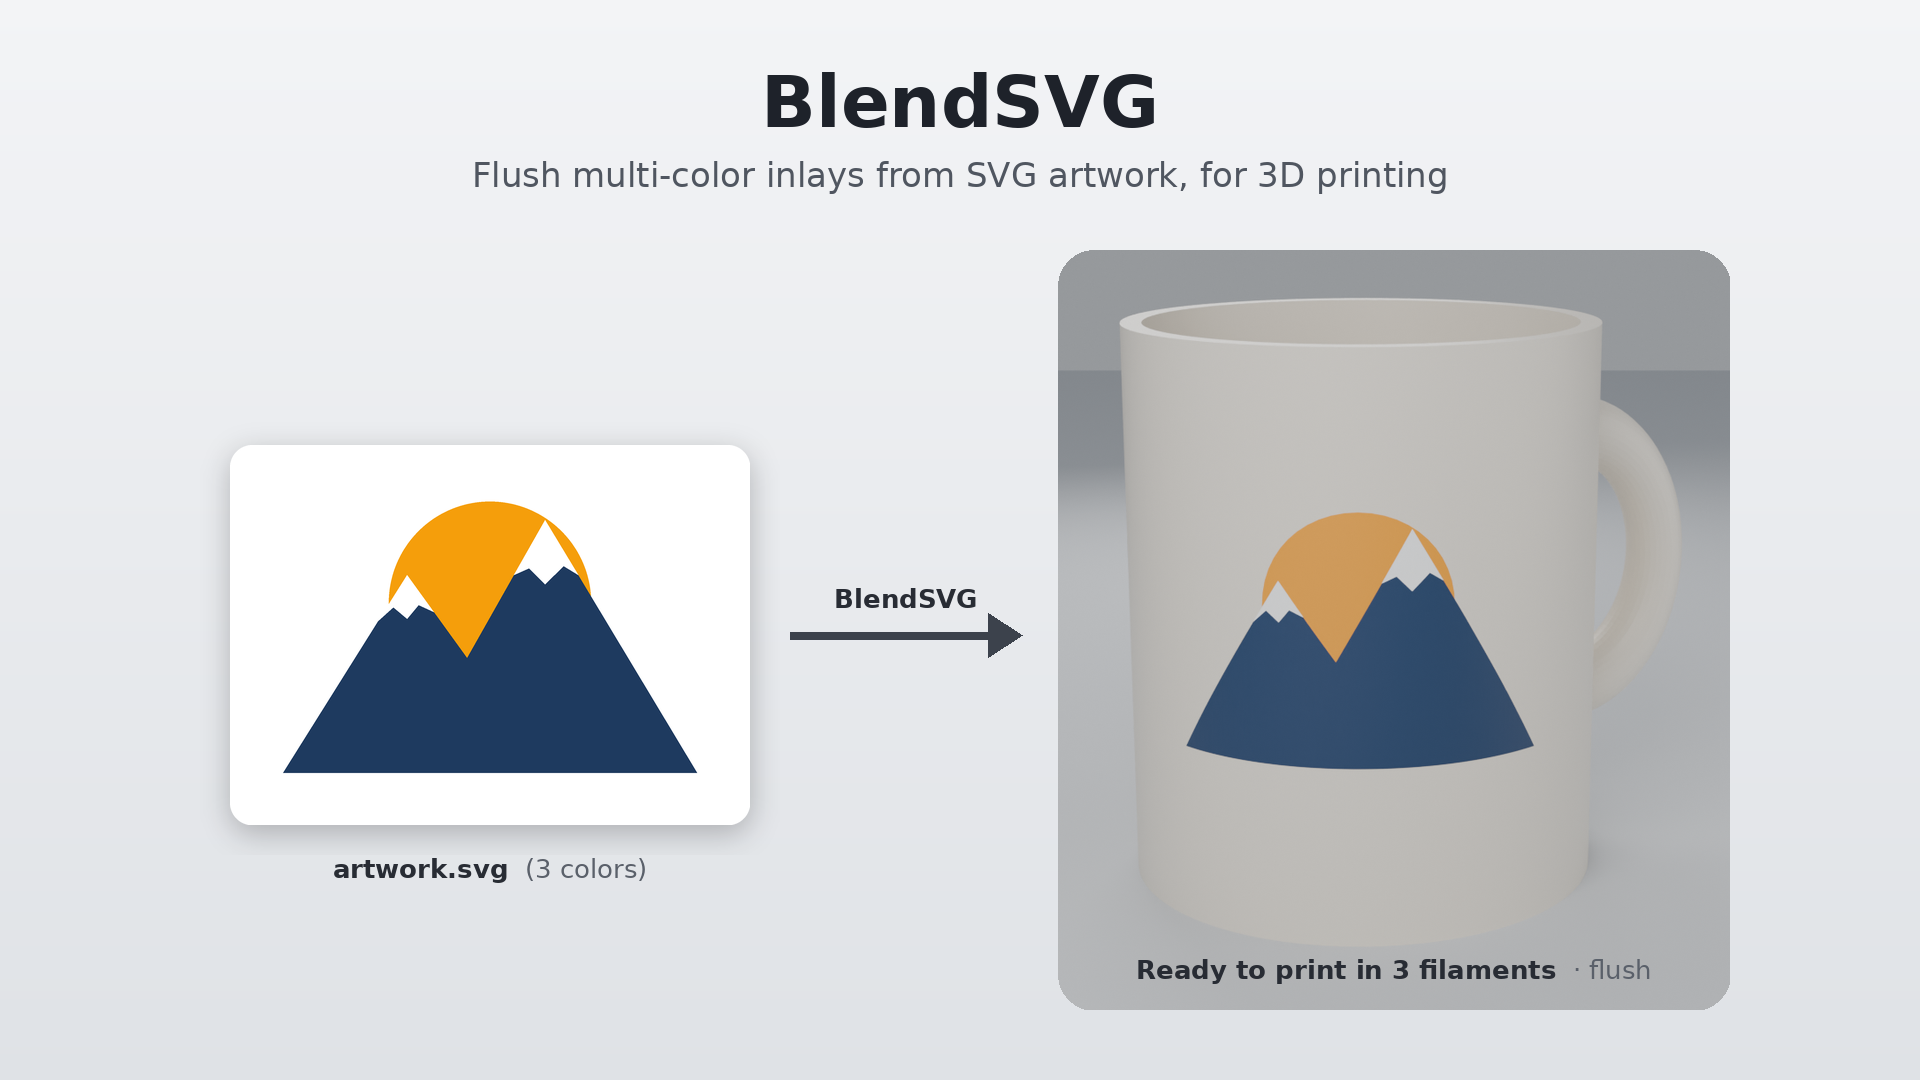 BlendSVG
Flush multi-color inlays from SVG artwork, for 3D printing
BlendSVG
artwork.svg (3 colors)
Ready to print in 3 filaments · flush